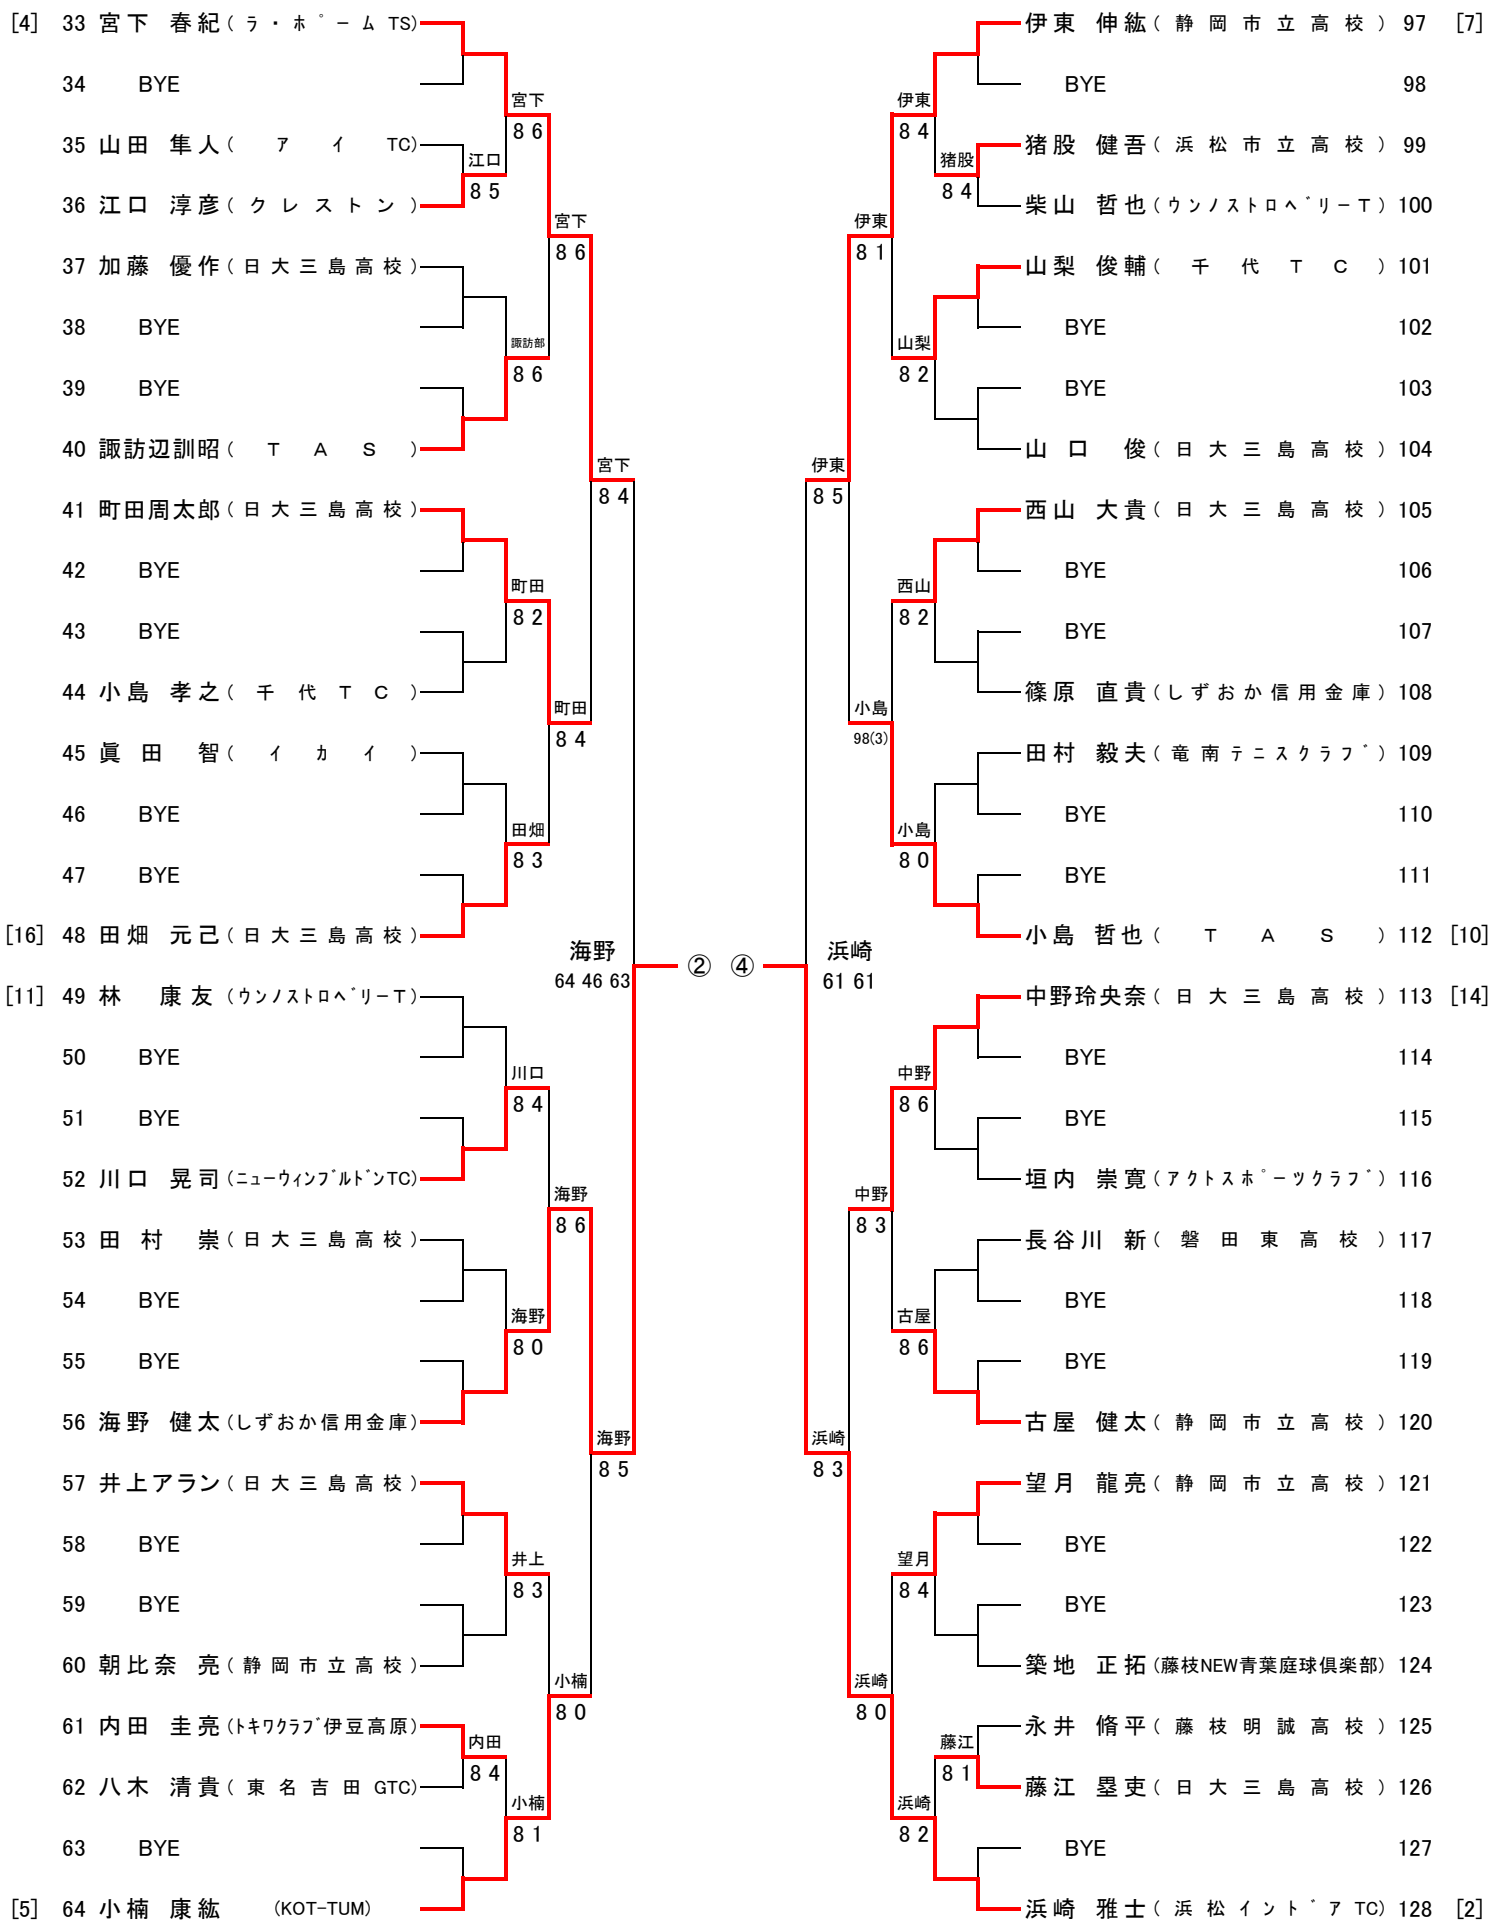 [4] 33 宮下 春紀(ラ・ホ゜ームTS)
34 BYE
宮下
86
35 山田 隼人(アイTC)
江口
85
36 江口 淳彦(クレストン)
宮下
86
37 加藤 優作(日大三島高校)
38 BYE
諏訪部
86
39 BYE
40 諏訪辺訓昭(TAS)
宮下
84
41 町田周太郎(日大三島高校)
42 BYE
町田
82
43 BYE
44 小島 孝之(千代TC)
町田
84
45 眞田 智(イカイ)
46 BYE
田畑
83
47 BYE
[16] 48 田畑 元己(日大三島高校)
海野
64 46 63
②
[11] 49 林 康友(ウンノストロヘ゛リーT)
50 BYE
川口
84
51 BYE
52 川口 晃司(ニューウィンフ゛ルト゛ンTC)
海野
86
53 田村 崇(日大三島高校)
54 BYE
海野
80
55 BYE
56 海野 健太(しずおか信用金庫)
海野
85
57 井上アラン(日大三島高校)
58 BYE
井上
83
59 BYE
60 朝比奈 亮(静岡市立高校)
小楠
80
61 内田 圭亮(トキワクラフ゛伊豆高原)
内田
84
62 八木 清貴(東名吉田GTC)
小楠
81
63 BYE
[5] 64 小楠 康紘 (KOT-TUM)
伊東 伸紘(静岡市立高校) 97 [7]
BYE 98
伊東
84
猪股 健吾(浜松市立高校) 99
猪股
84
柴山 哲也(ウンノストロヘ゛リーT) 100
伊東
81
山梨 俊輔(千代TC) 101
BYE 102
山梨
82
BYE 103
山口 俊(日大三島高校) 104
伊東
85
西山 大貴(日大三島高校) 105
BYE 106
西山
82
BYE 107
篠原 直貴(しずおか信用金庫) 108
小島
98(3)
田村 毅夫(竜南テニスクラフ゛) 109
BYE 110
小島
80
BYE 111
小島 哲也(TAS) 112 [10]
④
浜崎
61 61
中野玲央奈(日大三島高校) 113 [14]
BYE 114
中野
86
BYE 115
垣内 崇寛(アクトスホ゜ーツクラフ゛) 116
中野
83
長谷川 新(磐田東高校) 117
BYE 118
古屋
86
BYE 119
古屋 健太(静岡市立高校) 120
浜崎
83
望月 龍亮(静岡市立高校) 121
BYE 122
望月
84
BYE 123
築地 正拓(藤枝NEW青葉庭球倶楽部) 124
浜崎
80
永井 脩平(藤枝明誠高校) 125
藤江
81
藤江 塁吏(日大三島高校) 126
浜崎
82
BYE 127
浜崎 雅士(浜松イント゛アTC) 128 [2]